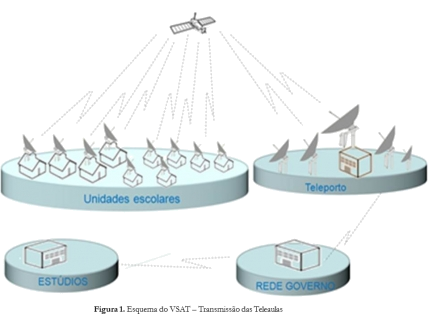 Unidades escolares
Teleporto
ESTÚDIOS
REDE GOVERNO
Figura 1. Esquema do VSAT – Transmissão das Teleaulas